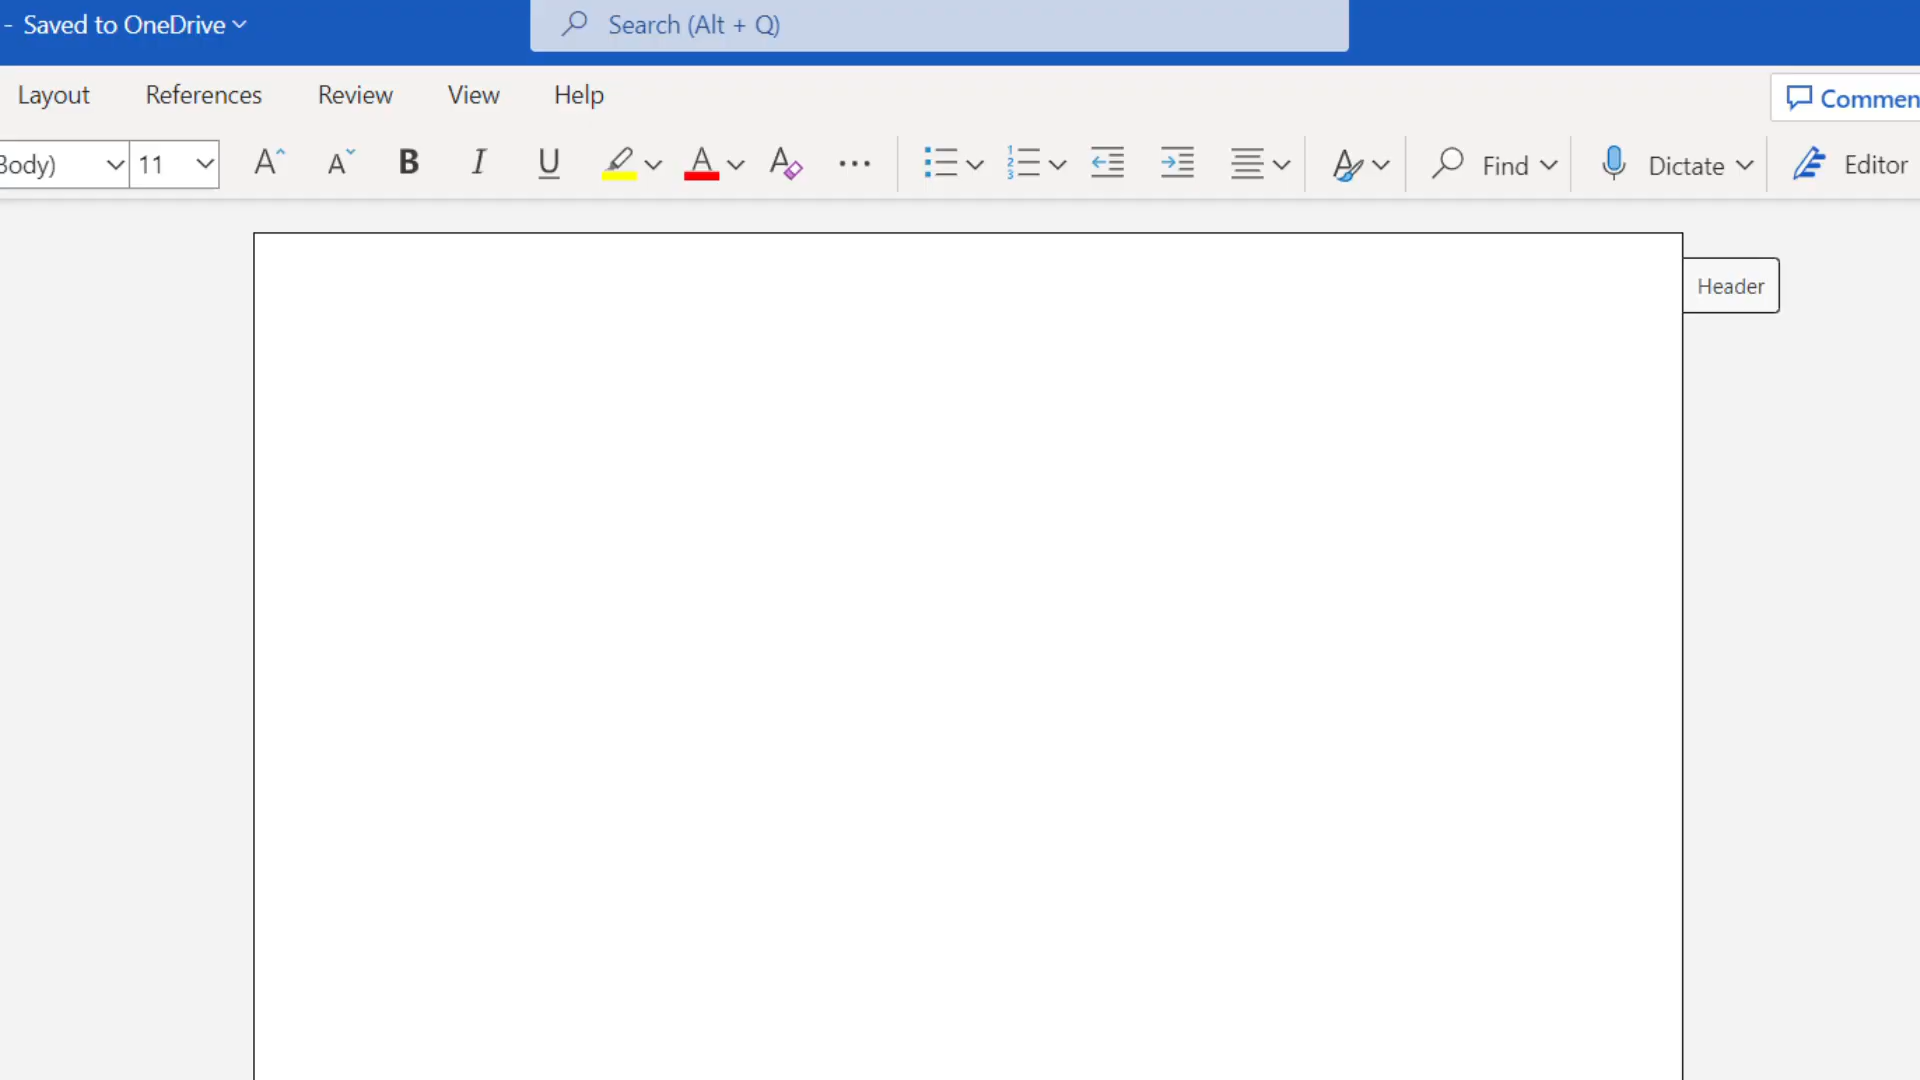 - Saved to OneDrive
Search (Alt + Q)
Layout References Review View Help
Commen
Body) 11 A A B I U A A ... Find Dictate Editor
Header